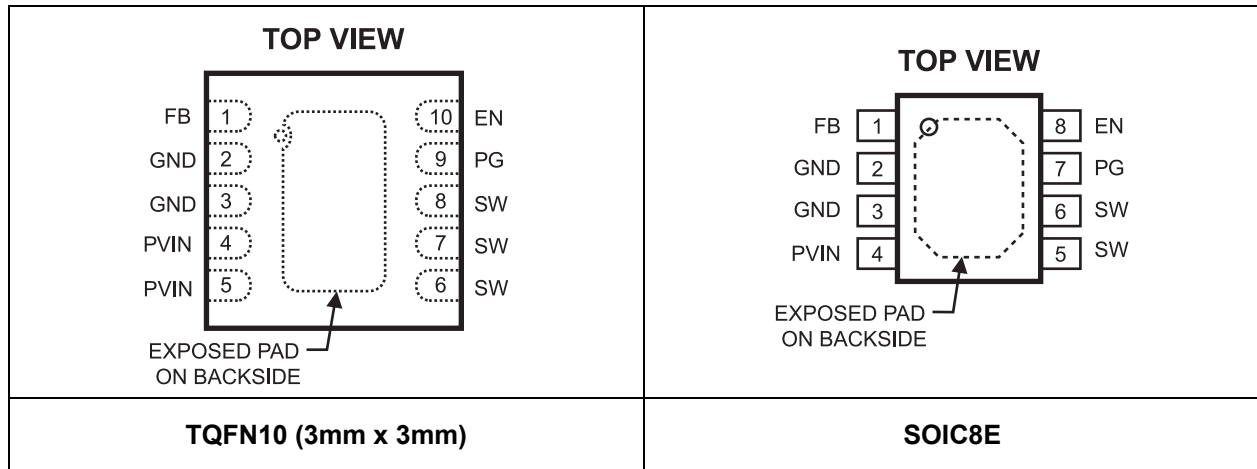 TOP VIEW
FB 1 10 EN
GND 2 9 PG
GND 3 8 SW
PVIN 4 7 SW
PVIN 5 6 SW
EXPOSED PAD
ON BACKSIDE
TQFN10 (3mm x 3mm)
TOP VIEW
FB 1 8 EN
GND 2 7 PG
GND 3 6 SW
PVIN 4 5 SW
EXPOSED PAD
ON BACKSIDE
SOIC8E